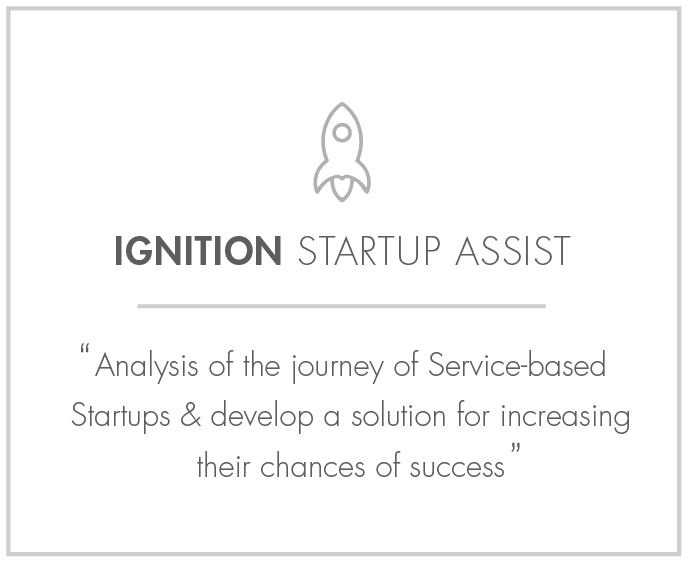 IGNITION STARTUP ASSIST
“Analysis of the journey of Service-based
Startups & develop a solution for increasing
their chances of success”